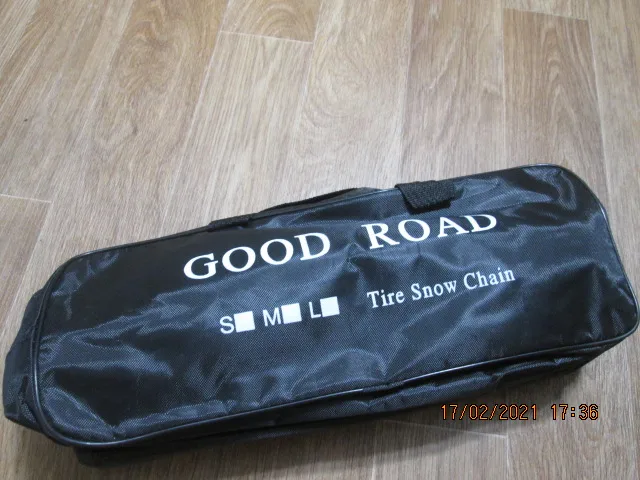 GOOD ROAD
S■ M■ L■ Tire Snow Chain
17/02/2021 17:36